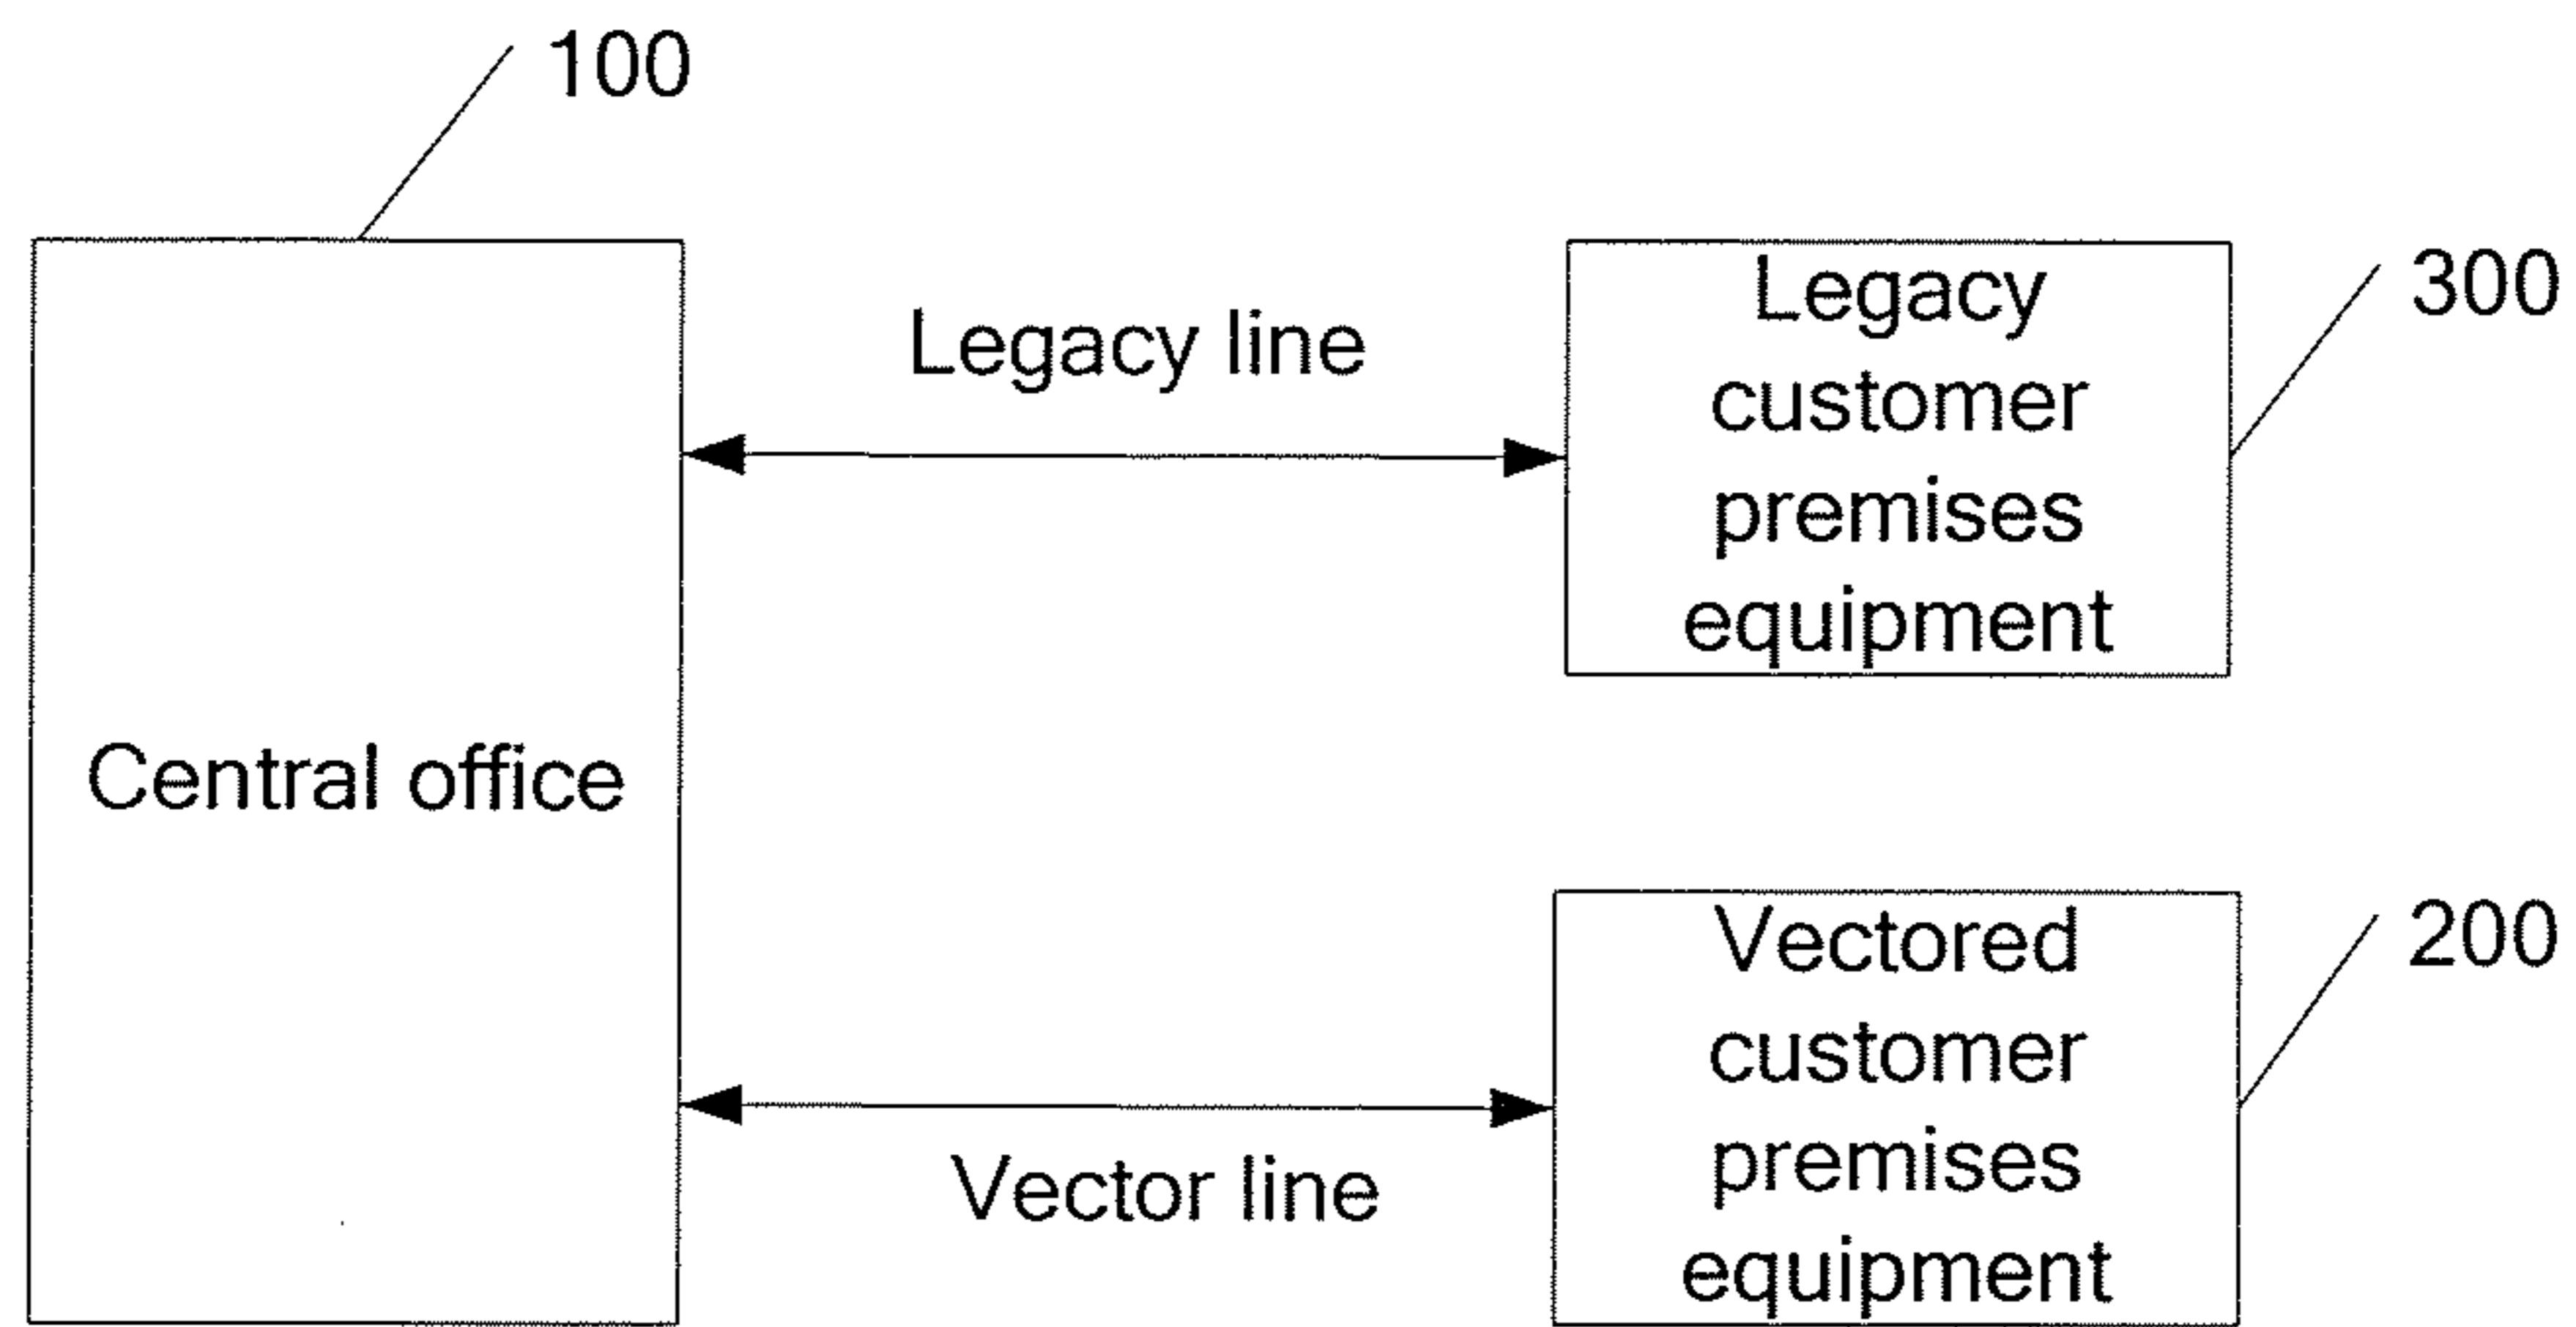 100
Legacy line
Legacy
customer
premises
equipment
300
Central office
Vector line
Vectored
customer
premises
equipment
200